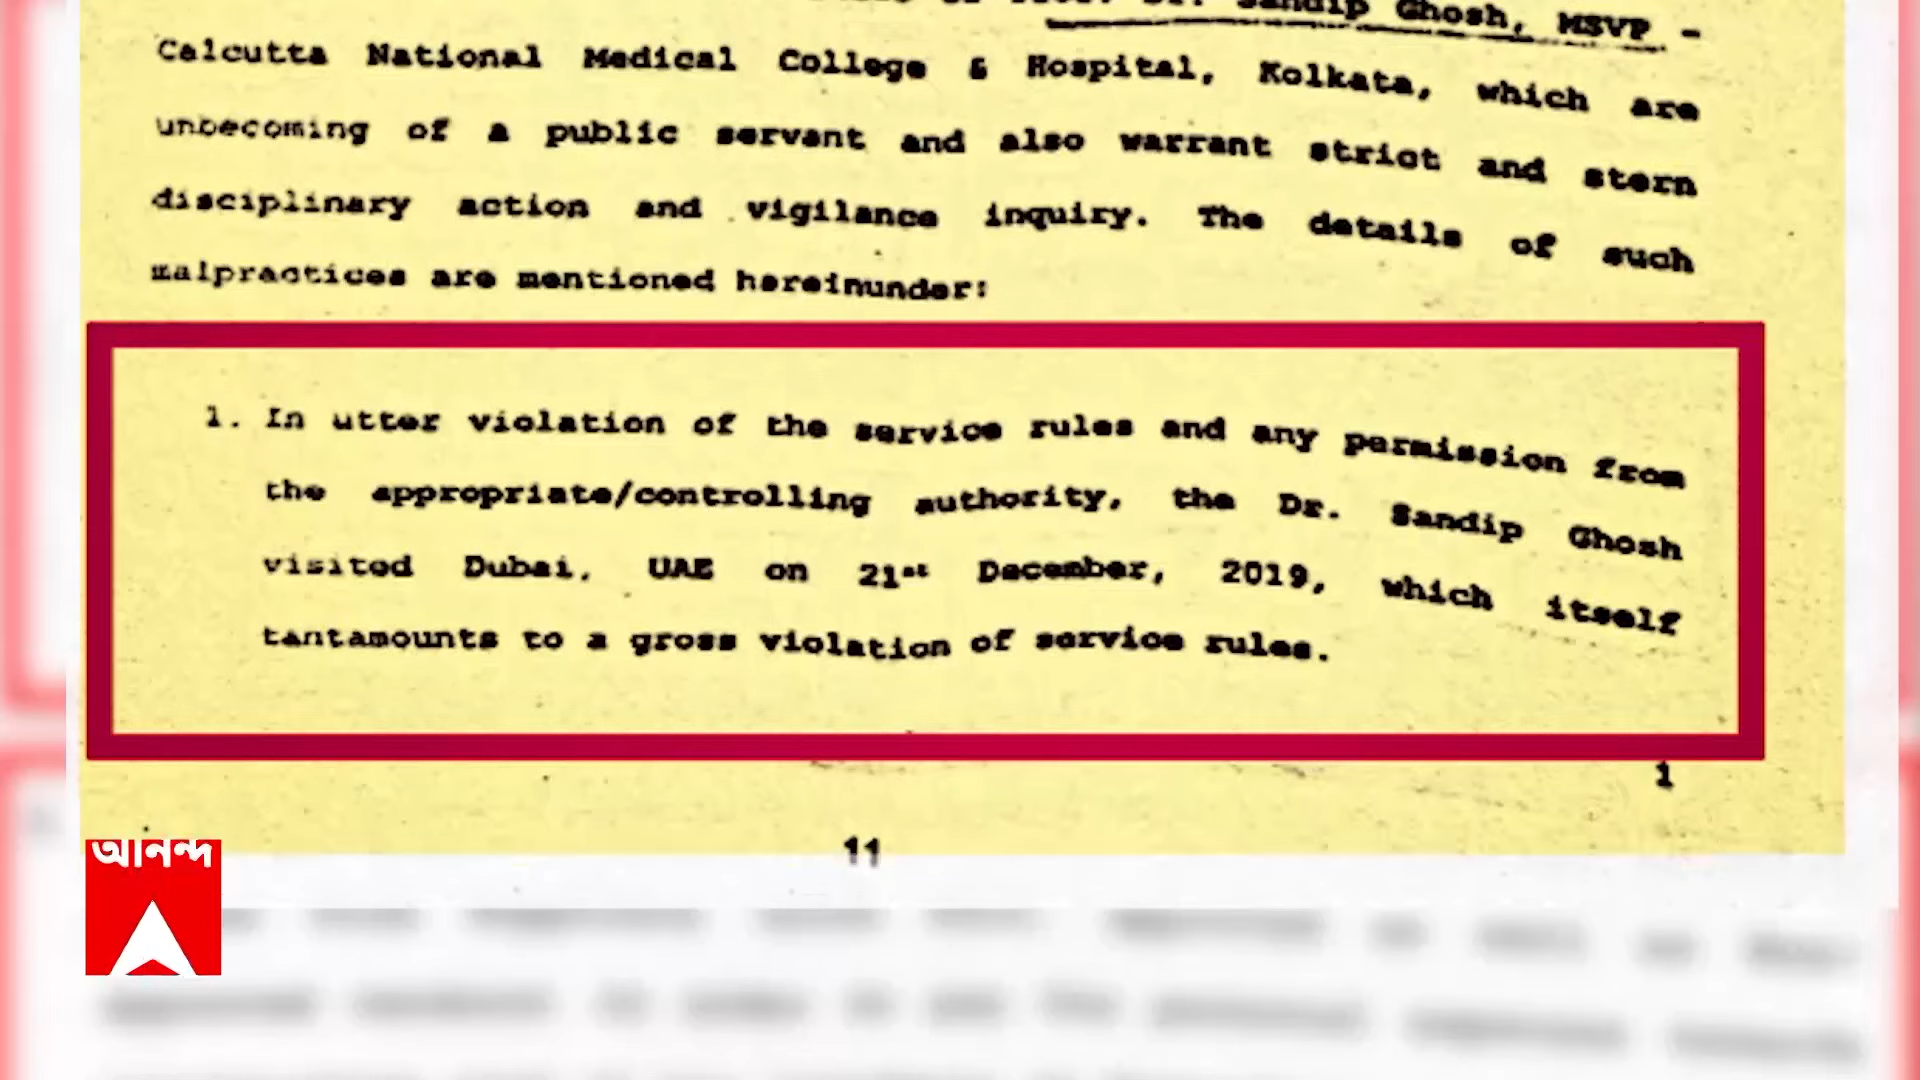 Sandip Ghosh, MSVP -
Calcutta National Medical College & Hospital, Kolkata, which are
unbecoming of a public servant and also warrant strict and stern
disciplinary action and vigilance inquiry. The details of such
malpractices are mentioned hereinunder:
1. In utter violation of the service rules and any permission from
the appropriate/controlling authority, the Dr. Sandip Ghosh
visited Dubai, UAE on 21st December, 2019, which itself
tantamounts to a gross violation of service rules.
1
11
আনন্দ